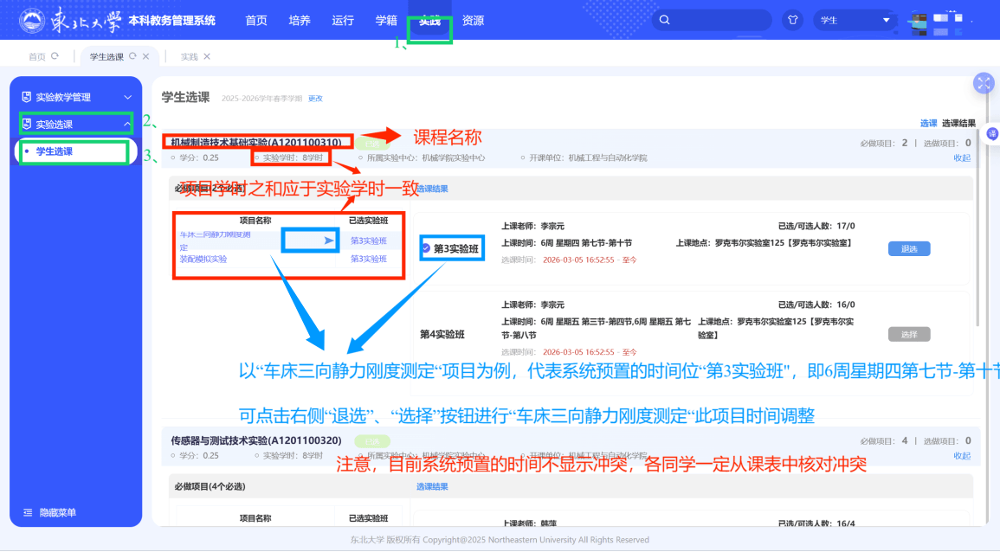 东北大学 本科教务管理系统 首页 培养 运行 学籍 实践 资源 学生
1、
首页 学生选课 实践
实验教学管理
实验选课
2、
学生选课
3、
隐藏菜单
学生选课 2025-2026学年春季学期 更改
选课 选课结果
译
机械制造技术基础实验(A1201100310) 课程名称 必做项目: 2 | 选做项目: 0
学分: 0.25 实验学时: 8学时 所属实验中心: 机械学院实验中心 开课单位: 机械工程与自动化学院 收起
必做项目(2个必选) 选课结果
项目学时之和应于实验学时一致
项目名称 已选实验班
车床三向静力刚度测定 第3实验班
装配模拟实验 第3实验班
第3实验班
上课老师: 李宗元 已选/可选人数: 17/0
上课时间: 6周 星期四 第七节-第十节 上课地点: 罗克韦尔实验室125【罗克韦尔实验室】 退选
选课时间: 2026-03-05 16:52:55 - 至今
第4实验班
上课老师: 李宗元 已选/可选人数: 16/0
上课时间: 6周 星期五 第三节-第四节,6周 星期五 第七 上课地点: 罗克韦尔实验室125【罗克韦尔实
节-第八节 验室】 选择
选课时间: 2026-03-05 16:52:55 - 至今
以“车床三向静力刚度测定“项目为例，代表系统预置的时间位“第3实验班"，即6周星期四第七节-第十节
可点击右侧“退选”、“选择”按钮进行“车床三向静力刚度测定“此项目时间调整
传感器与测试技术实验(A1201100320) 已选 必做项目: 4 | 选做项目: 0
学分: 0.25 实验学时: 8学时 所属实验中心: 机械学院实验中心 开课单位: 机械工程与自动化学院 收起
注意，目前系统预置的时间不显示冲突，各同学一定从课表中核对冲突
必做项目(4个必选) 选课结果
项目名称 已选实验班
上课老师: 韩萍 已选/可选人数: 16/4
东北大学 版权所有 Copyright@2025 Northeastern University All Rights Reserved